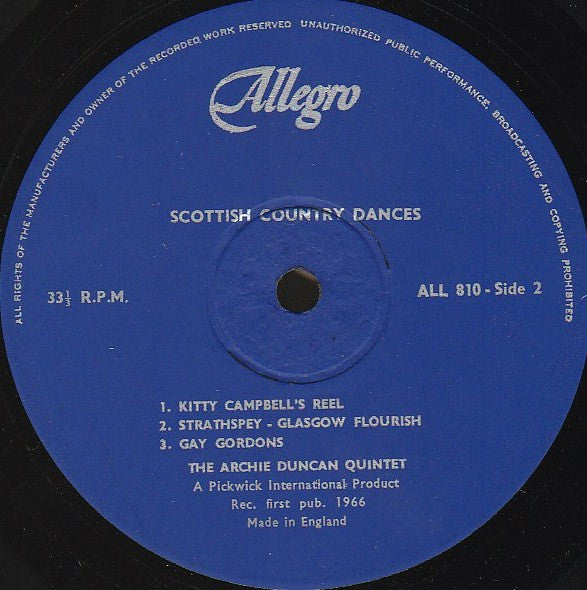 ALL RIGHTS OF THE MANUFACTURERS AND OWNER OF THE RECORDED WORK RESERVED UNAUTHORIZED PUBLIC PERFORMANCE, BROADCASTING AND COPYING PROHIBITED
Allegro
SCOTTISH COUNTRY DANCES
33⅓ R.P.M.
ALL 810 - Side 2
1. KITTY CAMPBELL'S REEL
2. STRATHSPEY - GLASGOW FLOURISH
3. GAY GORDONS
THE ARCHIE DUNCAN QUINTET
A Pickwick International Product
Rec. first pub. 1966
Made in England